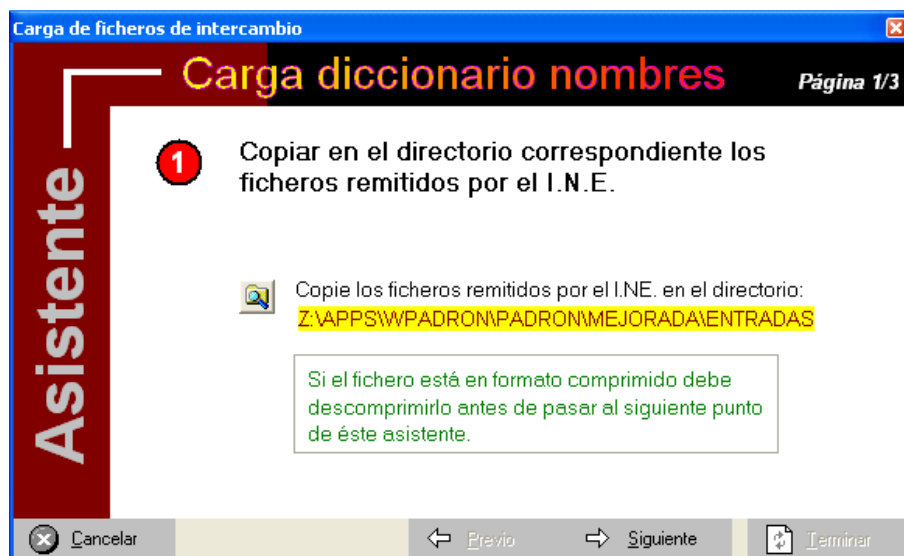 Carga de ficheros de intercambio
Carga diccionario nombres
Página 1/3
Asistente
1
Copiar en el directorio correspondiente los
ficheros remitidos por el I.N.E.
Copie los ficheros remitidos por el I.NE. en el directorio:
Z:\APPS\WPADRON\PADRON\MEJORADA\ENTRADAS
Si el fichero está en formato comprimido debe
descomprimirlo antes de pasar al siguiente punto
de éste asistente.
Cancelar
Previo
Siguiente
Terminar